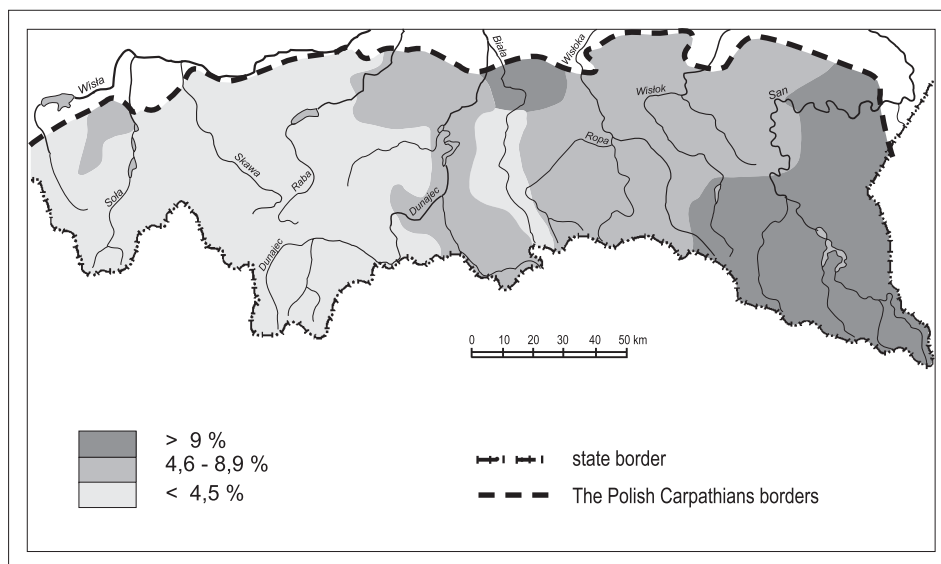 Wisła
Biała
Wisłoka
Wisłok
San
Skawa
Raba
Ropa
Soła
Dunajec
Dunajec
0 10 20 30 40 50 km
> 9 %
4,6 - 8,9 %
< 4,5 %
state border
The Polish Carpathians borders